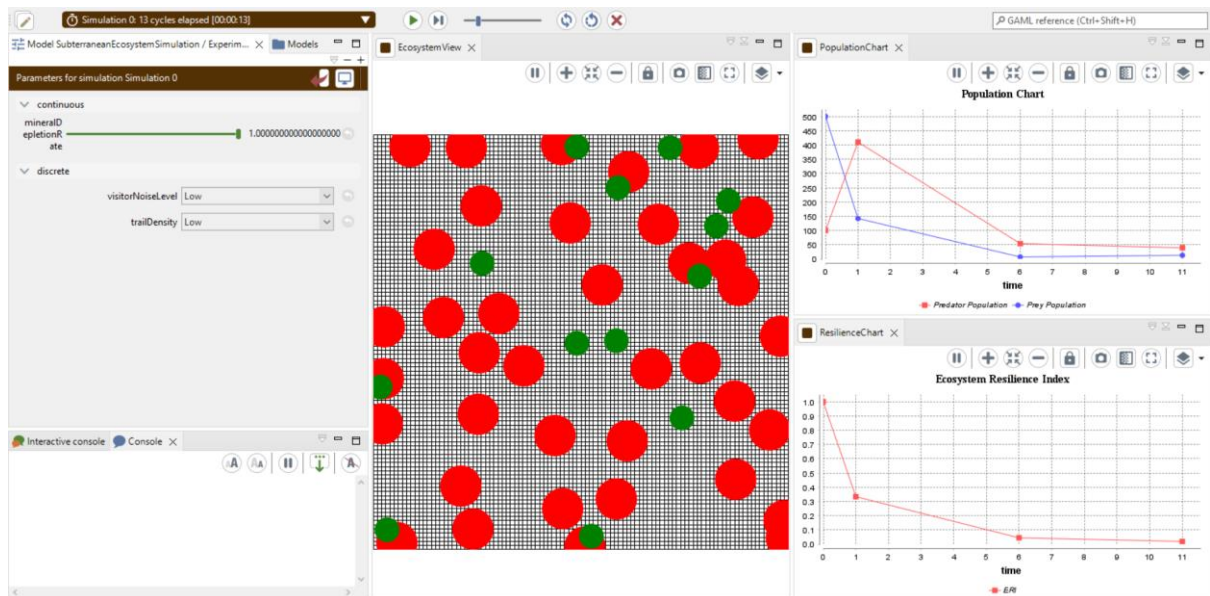 Simulation 0: 13 cycles elapsed [00:00:13]
GAML reference (Ctrl+Shift+H)
Model SubterraneanEcosystemSimulation / Experim...
Models
Parameters for simulation Simulation 0
continuous
mineralD
epletionR
ate
1.000000000000000000
discrete
visitorNoiseLevel Low
trailDensity Low
Interactive console
Console
AA
AA
EcosystemView
PopulationChart
Population Chart
500
450
400
350
300
250
200
150
100
50
0
0 1 2 3 4 5 6 7 8 9 10 11
time
Predator Population Prey Population
ResilienceChart
Ecosystem Resilience Index
1.0
0.9
0.8
0.7
0.6
0.5
0.4
0.3
0.2
0.1
0.0
0 1 2 3 4 5 6 7 8 9 10 11
time
ERI